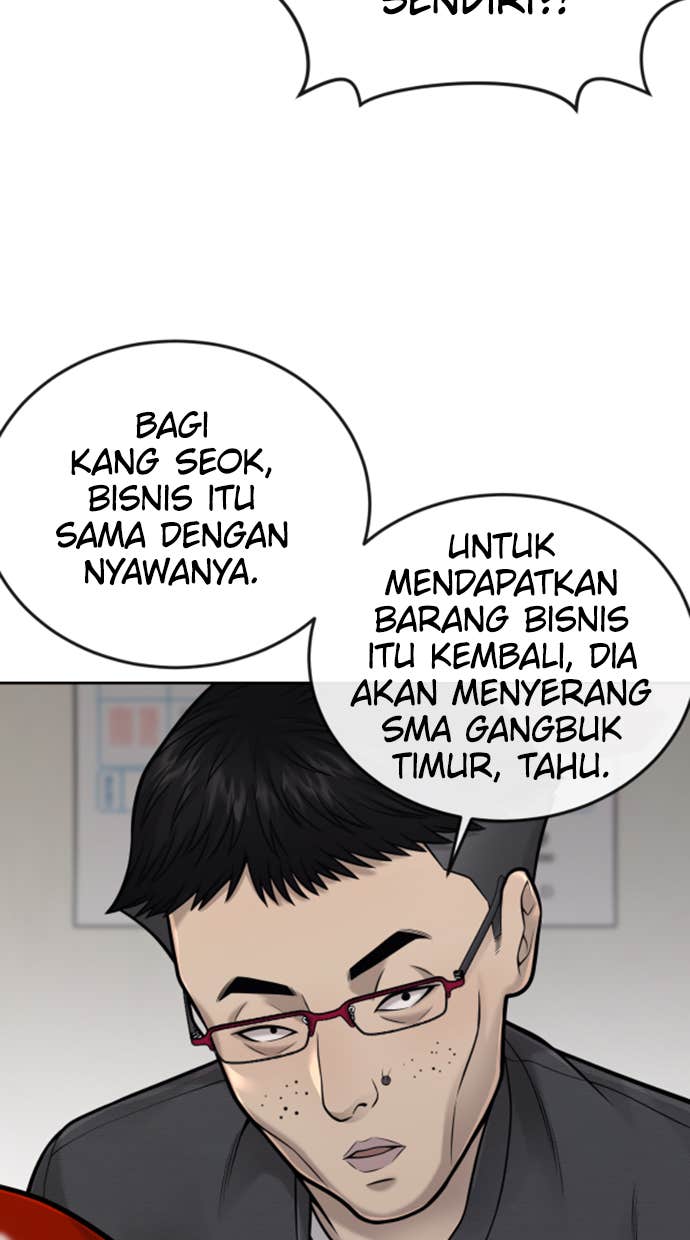 SENDIRI??
BAGI
KANG SEOK,
BISNIS ITU
SAMA DENGAN
NYAWANYA.
UNTUK
MENDAPATKAN
BARANG BISNIS
ITU KEMBALI, DIA
AKAN MENYERANG
SMA GANGBUK
TIMUR, TAHU.